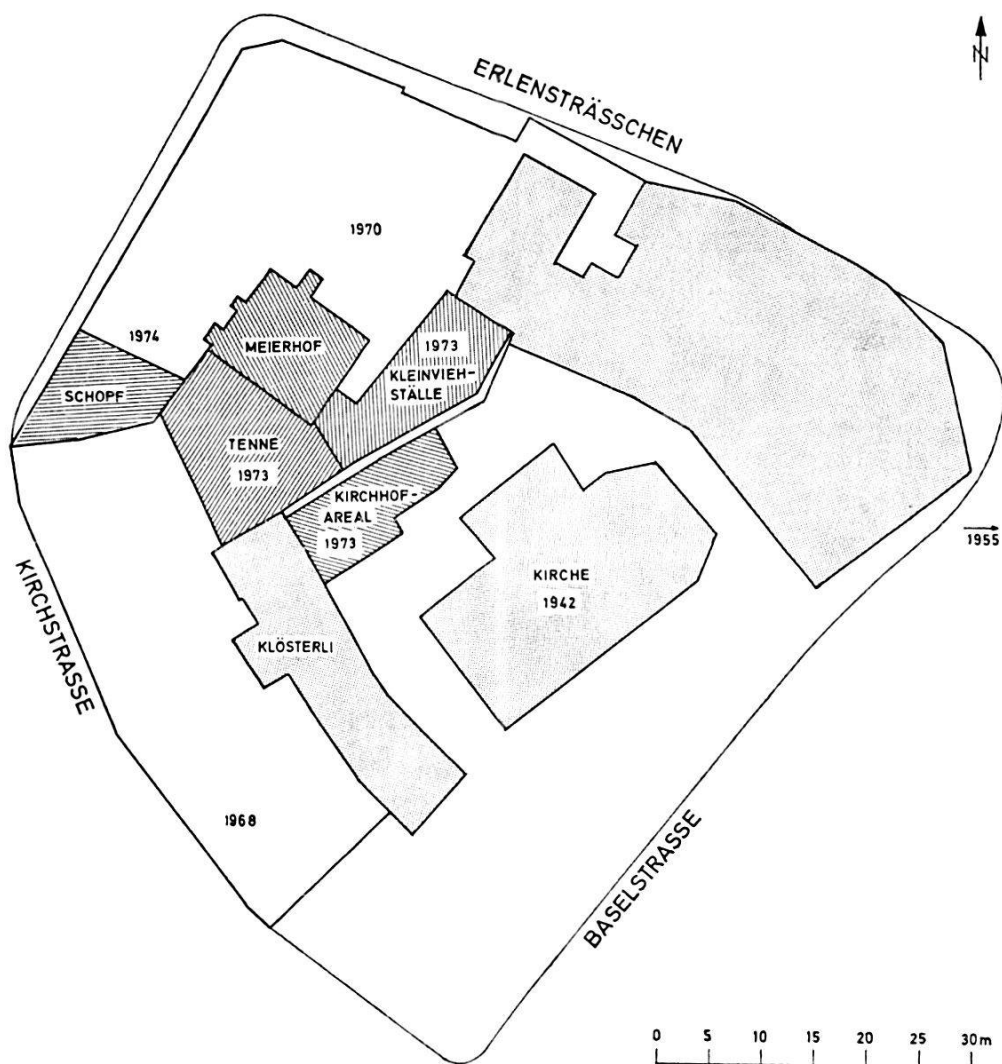 N
ERLENSTRÄSSCHEN
1970
1974
MEIERHOF
1973
KLEINVIEH-
STÄLLE
SCHOPF
TENNE
1973
KIRCHHOF-
AREAL
1973
1955
KIRCHE
1942
KLÖSTERLI
KIRCHSTRASSE
1968
BASELSTRASSE
0 5 10 15 20 25 30m